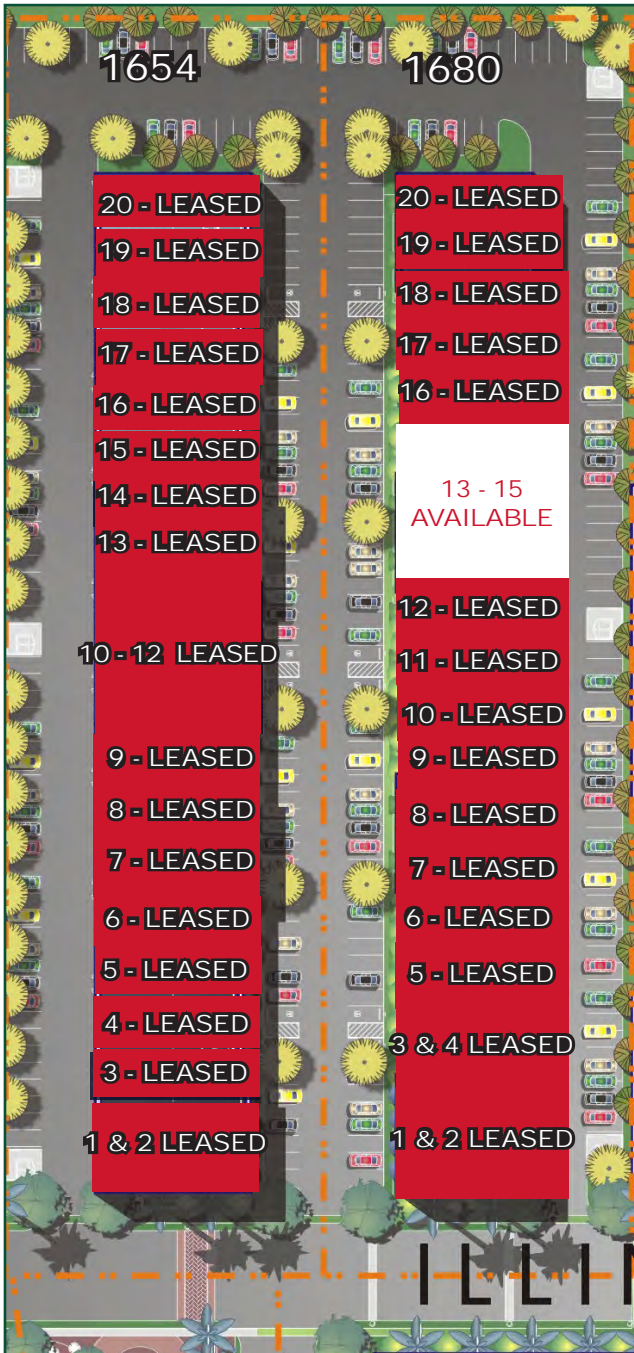 1654
20 - LEASED
19 - LEASED
18 - LEASED
17 - LEASED
16 - LEASED
15 - LEASED
14 - LEASED
13 - LEASED
10 - 12 LEASED
9 - LEASED
8 - LEASED
7 - LEASED
6 - LEASED
5 - LEASED
4 - LEASED
3 - LEASED
1 & 2 LEASED
1680
20 - LEASED
19 - LEASED
18 - LEASED
17 - LEASED
16 - LEASED
13 - 15
AVAILABLE
12 - LEASED
11 - LEASED
10 - LEASED
9 - LEASED
8 - LEASED
7 - LEASED
6 - LEASED
5 - LEASED
3 & 4 LEASED
1 & 2 LEASED